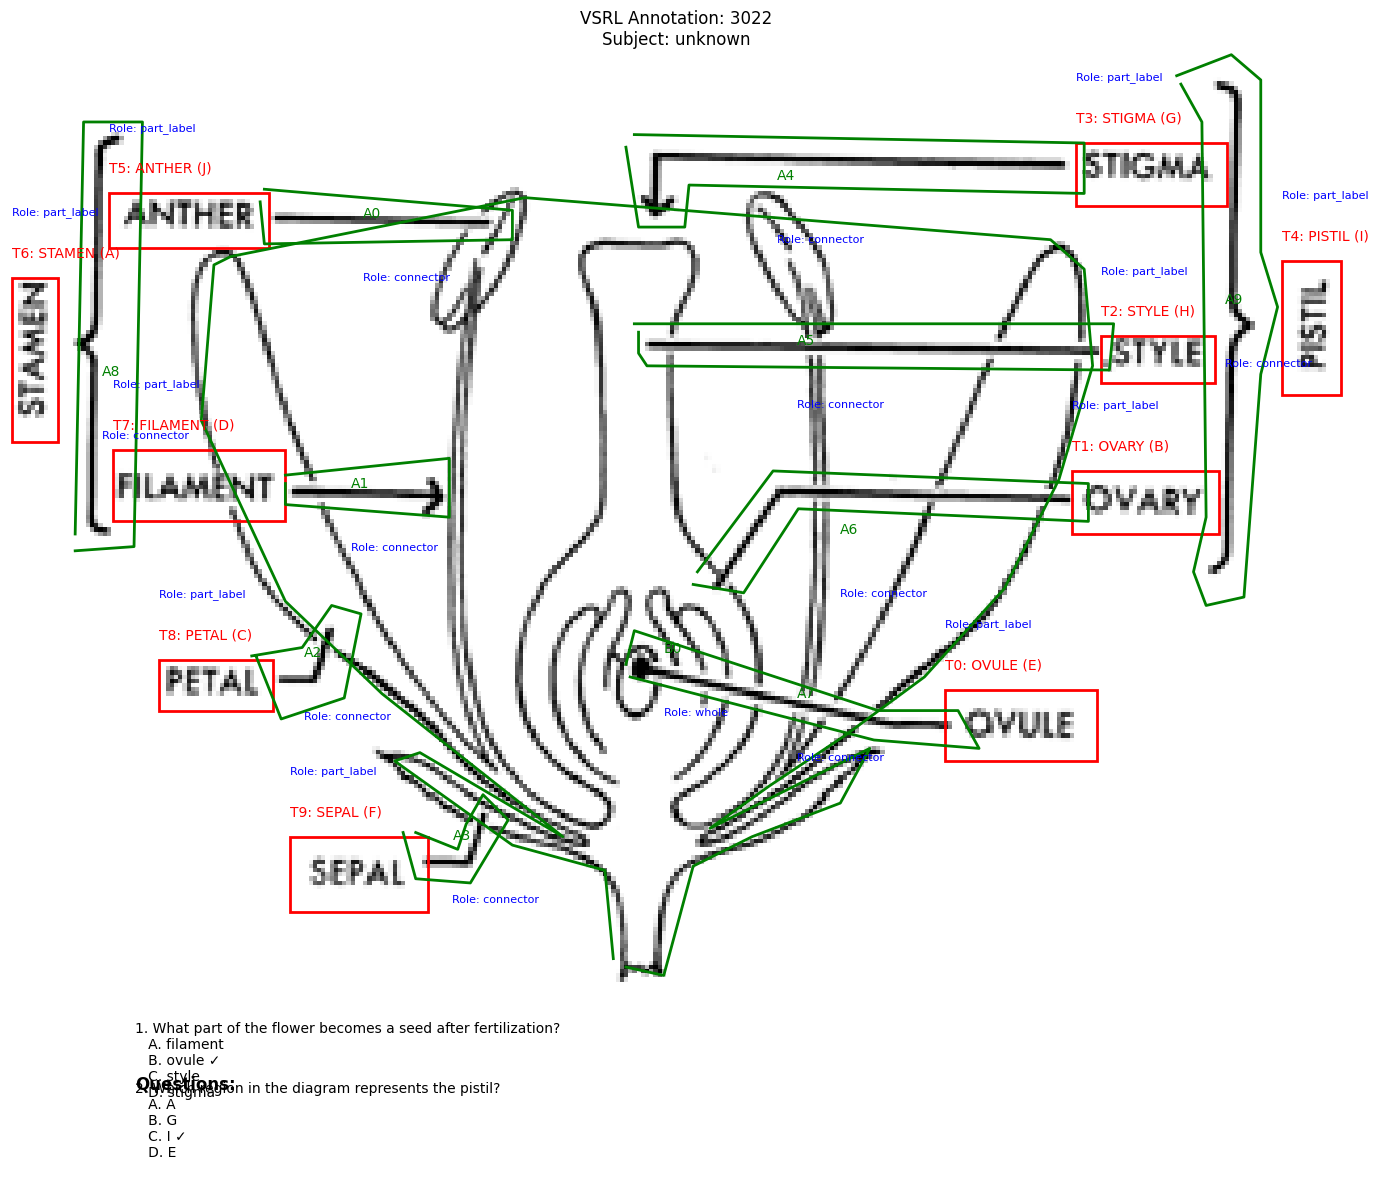 VSRL Annotation: 3022
Subject: unknown
Role: part_label
T3: STIGMA (G)
STIGMA
A4
Role: connector
Role: part_label
T5: ANTHER (J)
ANTHER
A0
Role: connector
Role: part_label
T6: STAMEN (A)
STAMEN
A8
Role: connector
Role: part_label
T4: PISTIL (I)
PISTIL
A9
Role: connector
Role: part_label
T2: STYLE (H)
STYLE
A5
Role: connector
Role: part_label
T7: FILAMENT (D)
FILAMENT
A1
Role: connector
Role: part_label
T1: OVARY (B)
OVARY
A6
Role: connector
Role: part_label
T8: PETAL (C)
PETAL
A2
Role: connector
Role: part_label
T0: OVULE (E)
OVULE
B0
Role: whole
A7
Role: connector
Role: part_label
T9: SEPAL (F)
SEPAL
A3
Role: connector
1. What part of the flower becomes a seed after fertilization?
A. filament
B. ovule ✓
C. style
D. stigma
Questions:
2. Which region in the diagram represents the pistil?
A. A
B. G
C. I ✓
D. E